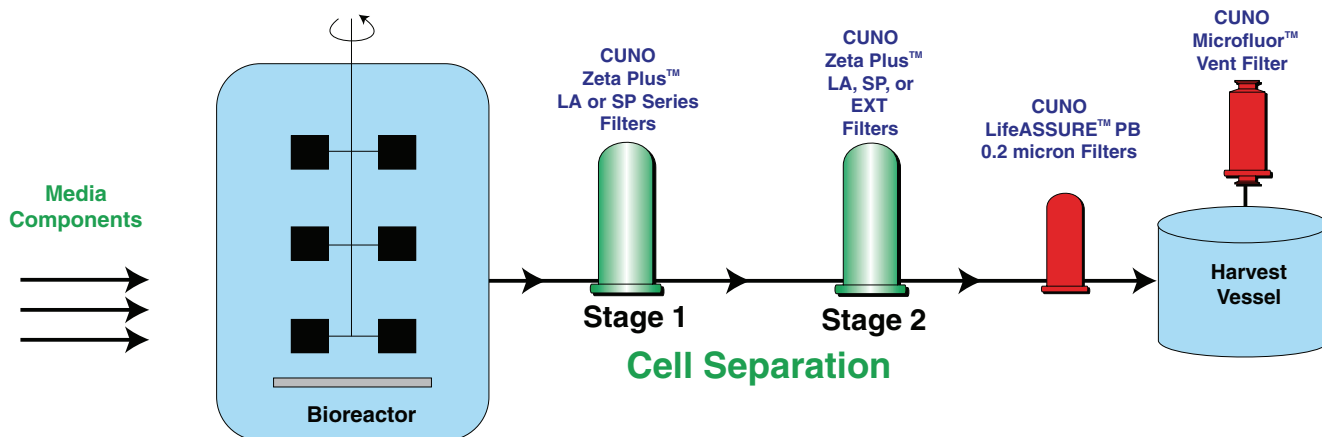 Media
Components
Bioreactor
CUNO
Zeta Plus™
LA or SP Series
Filters
Stage 1
CUNO
Zeta Plus™
LA, SP, or
EXT
Filters
Stage 2
Cell Separation
CUNO
LifeASSURE™ PB
0.2 micron Filters
CUNO
Microfluor™
Vent Filter
Harvest
Vessel